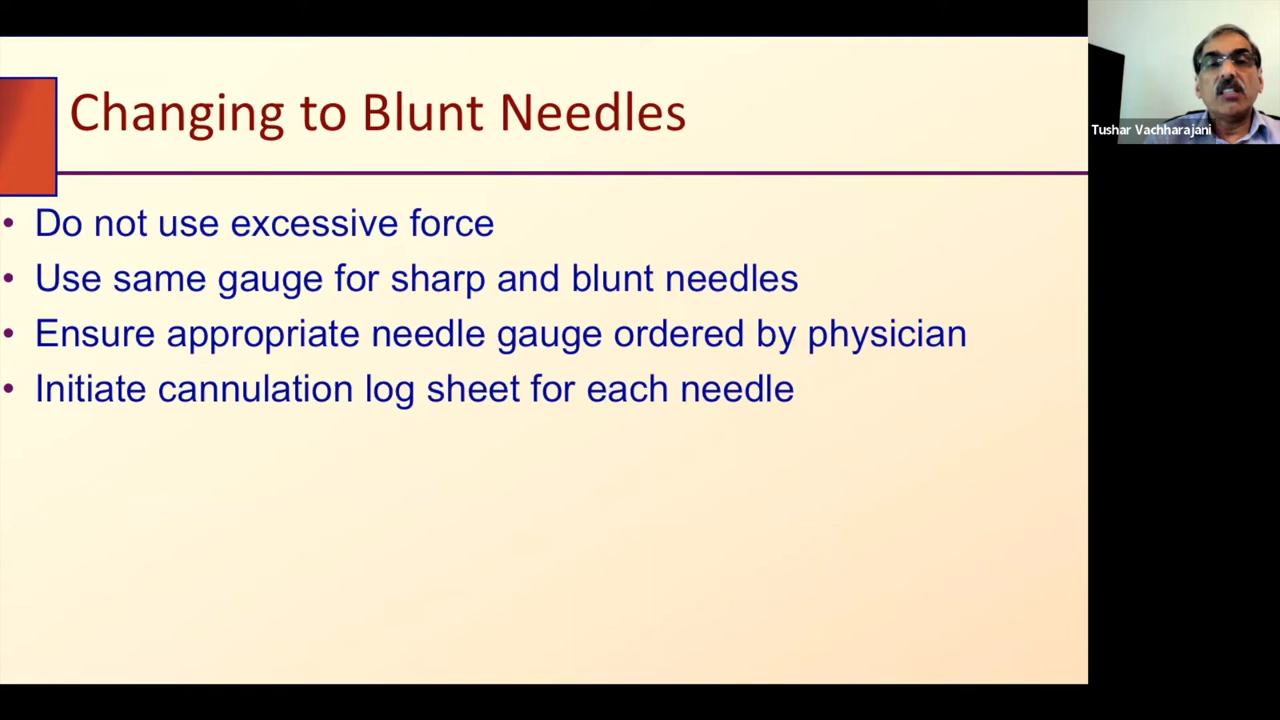 Changing to Blunt Needles
• Do not use excessive force
• Use same gauge for sharp and blunt needles
• Ensure appropriate needle gauge ordered by physician
• Initiate cannulation log sheet for each needle
Tushar Vachharajani